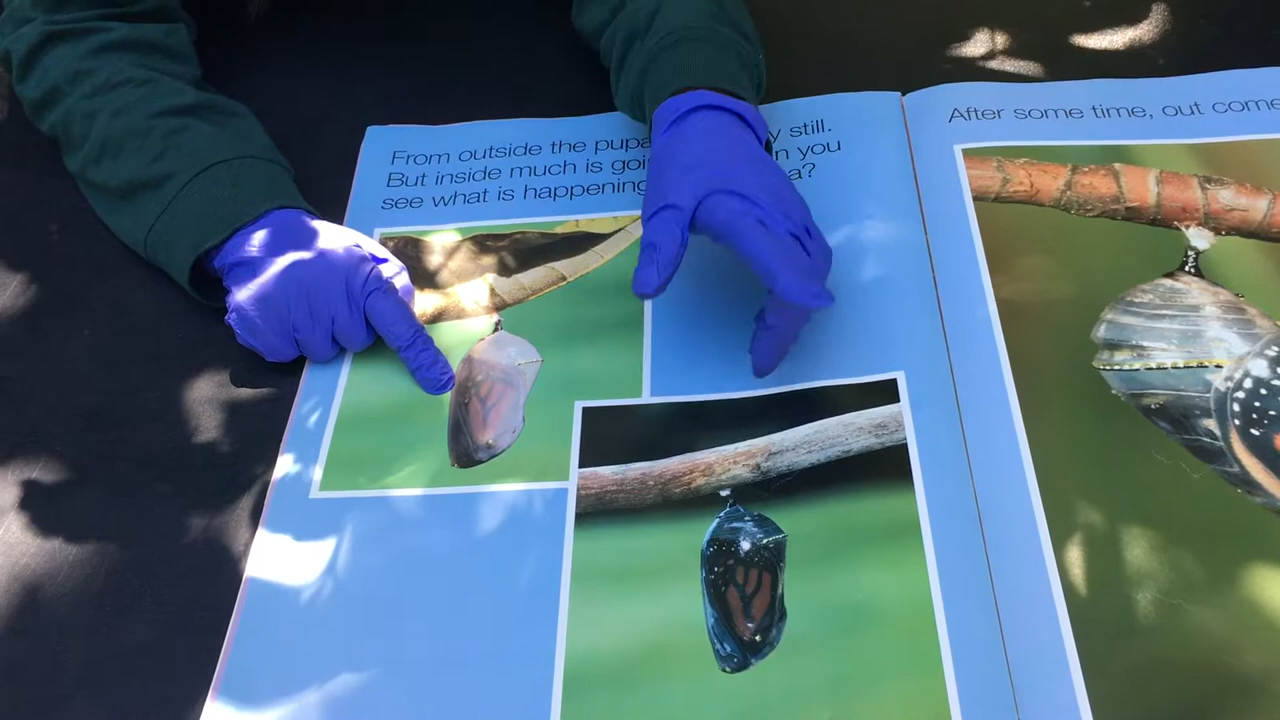 From outside the pupa y still.
But inside much is goi n you
see what is happening a?
After some time, out come